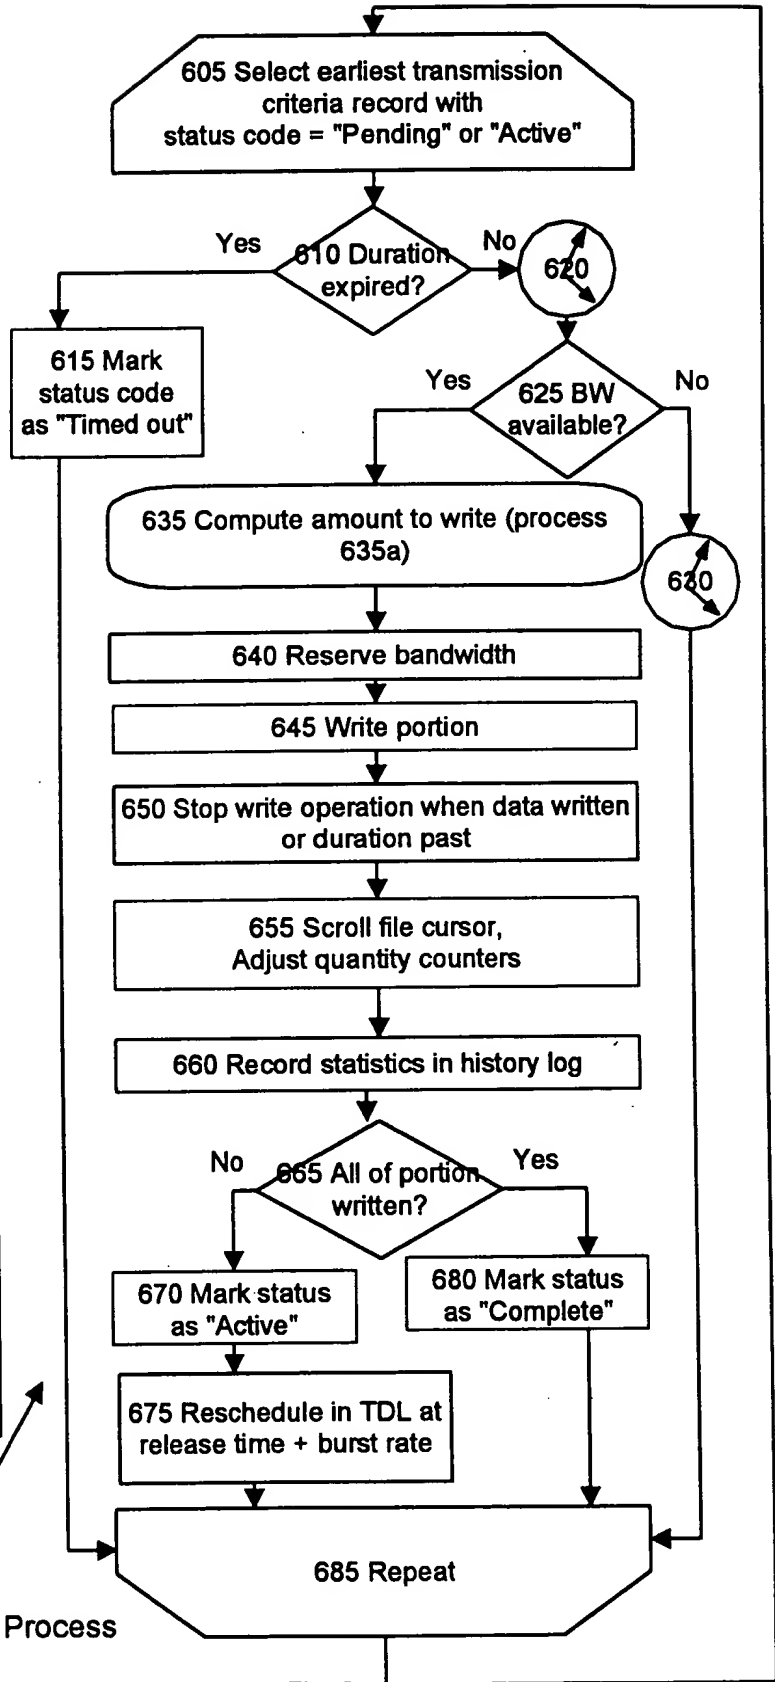 605 Select earliest transmission
criteria record with
status code = "Pending" or "Active"
Yes
610 Duration
expired?
No
620
615 Mark
status code
as "Timed out"
Yes
625 BW
available?
No
635 Compute amount to write (process
635a)
630
640 Reserve bandwidth
645 Write portion
650 Stop write operation when data written
or duration past
655 Scroll file cursor,
Adjust quantity counters
660 Record statistics in history log
No
665 All of portion
written?
Yes
670 Mark status
as "Active"
680 Mark status
as "Complete"
675 Reschedule in TDL at
release time + burst rate
685 Repeat
Process